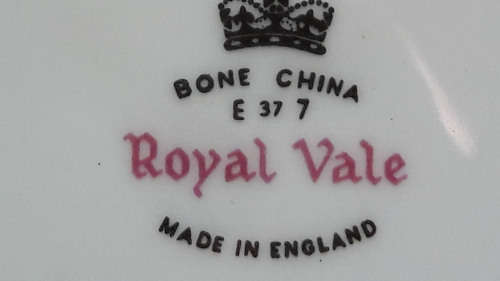 BONE CHINA
E 37 7
Royal Vale
MADE IN ENGLAND